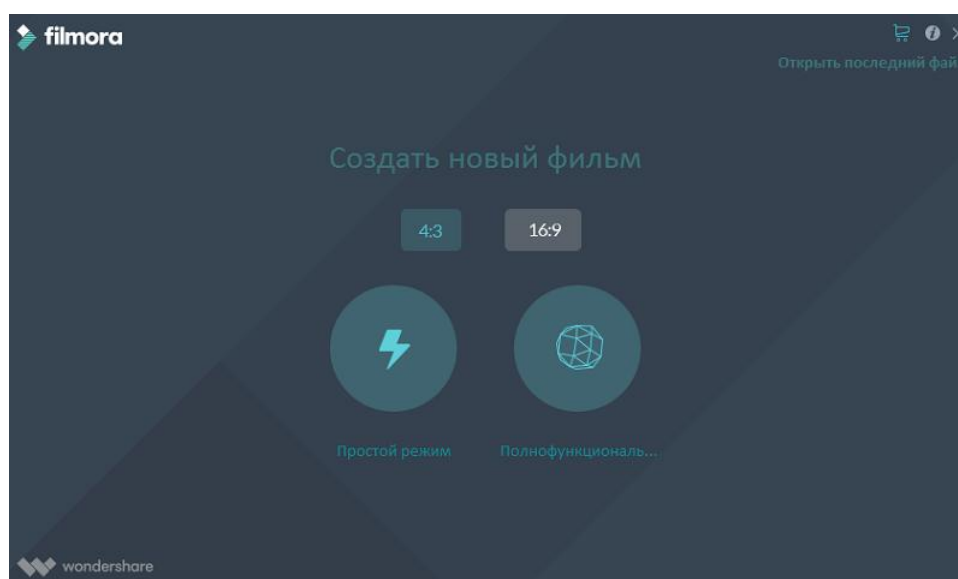 filmora
Открыть последний фай
Создать новый фильм
4:3 16:9
Простой режим Полнофункциональ....
wondershare